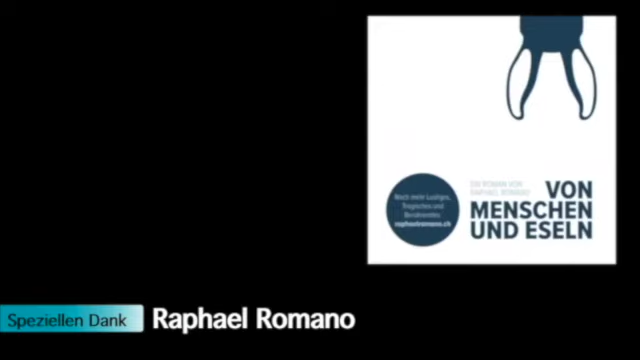 EIN ROMAN VON
RAPHAEL ROMANO
VON
MENSCHEN
UND ESELN
Noch mehr Lustiges,
Tragisches und
Berührendes
raphaelromano.ch
Speziellen Dank
Raphael Romano